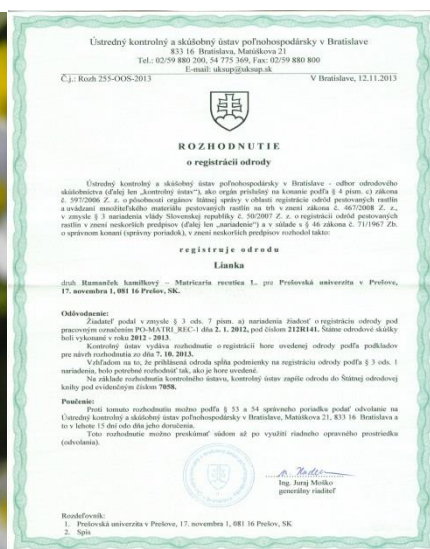 Ústredný kontrolný a skúšobný ústav poľnohospodársky v Bratislave
833 16 Bratislava, Matúškova 21
Tel.: 02/59 880 200, 54 775 369, Fax: 02/59 880 800
E-mail: uksup@uksup.sk
Č.j.: Rozh 255-OOS-2013 V Bratislave, 12.11.2013
ROZHODNUTIE
o registrácii odrody
Ústredný kontrolný a skúšobný ústav poľnohospodársky v Bratislave - odbor odrodového
skúšobníctva (ďalej len „kontrolný ústav"), ako orgán príslušný na konanie podľa § 4 písm. c) zákona
č. 597/2006 Z. z. o pôsobnosti orgánov štátnej správy v oblasti registrácie odrôd pestovaných rastlín
a uvádzaní množiteľského materiálu pestovaných rastlín na trh v znení zákona č. 467/2008 Z. z.,
v zmysle § 3 nariadenia vlády Slovenskej republiky č. 50/2007 Z. z. o registrácii odrôd pestovaných
rastlín v znení neskorších predpisov (ďalej len „nariadenie") a v súlade s § 46 zákona č. 71/1967 Zb.
o správnom konaní (správny poriadok), v znení neskorších predpisov rozhodol takto:
registruje odrodu
Lianka
druh Rumanček kamilkový – Matricaria recutica L. pre Prešovská univerzita v Prešove,
17. novembra 1, 081 16 Prešov, SK.
Odôvodnenie:
Žiadateľ podal v zmysle § 3 ods. 7 písm. a) nariadenia žiadosť o registráciu odrody pod
pracovným označením PO-MATRI_REC-1 dňa 2. 1. 2012, pod číslom 212R141. Štátne odrodové skúšky
boli vykonané v roku 2012 - 2013.
Kontrolný ústav vydáva rozhodnutie o registrácii hore uvedenej odrody podľa podkladov
pre návrh rozhodnutia zo dňa 7. 10. 2013.
Vzhľadom na to, že prihlásená odroda spĺňa podmienky na registráciu odrody podľa § 3 ods. 1
nariadenia, bolo potrebné rozhodnúť tak, ako je hore uvedené.
Na základe rozhodnutia kontrolného ústavu, kontrolný ústav zapíše odrodu do Štátnej odrodovej
knihy pod evidenčným číslom 7058.
Poučenie:
Proti tomuto rozhodnutiu možno podľa § 53 a 54 správneho poriadku podať odvolanie na
Ústredný kontrolný a skúšobný ústav poľnohospodársky v Bratislave, Matúškova 21, 833 16 Bratislava a
to v lehote 15 dní odo dňa jeho doručenia.
Toto rozhodnutie možno preskúmať súdom až po využití riadneho opravného prostriedku
(odvolania).
Ing. Juraj Moško
generálny riaditeľ
Rozdeľovník:
1. Prešovská univerzita v Prešove, 17. novembra 1, 081 16 Prešov, SK
2. Spis